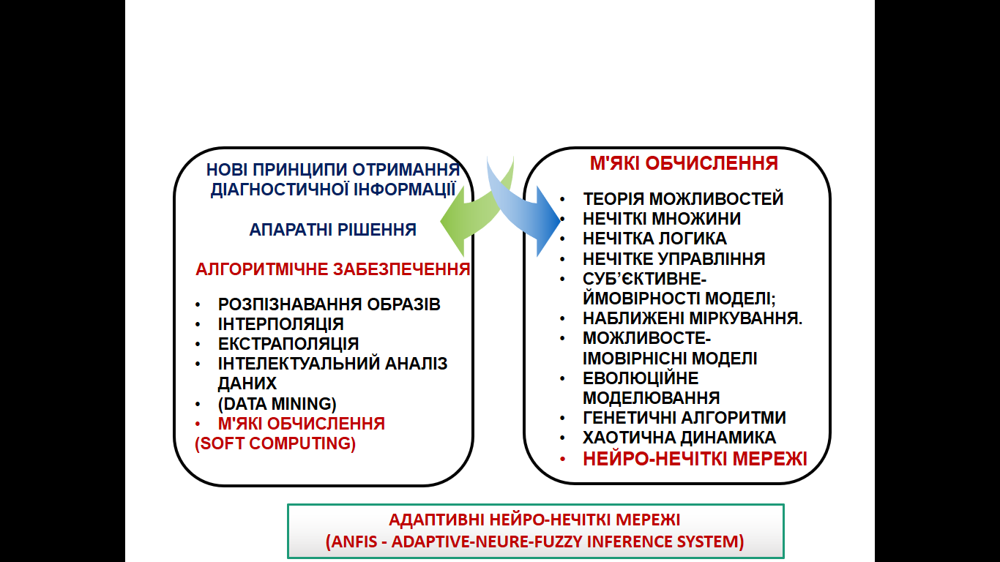 НОВІ ПРИНЦИПИ ОТРИМАННЯ
ДІАГНОСТИЧНОЇ ІНФОРМАЦІЇ
АПАРАТНІ РІШЕННЯ
АЛГОРИТМІЧНЕ ЗАБЕЗПЕЧЕННЯ
• РОЗПІЗНАВАННЯ ОБРАЗІВ
• ІНТЕРПОЛЯЦІЯ
• ЕКСТРАПОЛЯЦІЯ
• ІНТЕЛЕКТУАЛЬНИЙ АНАЛІЗ
ДАНИХ
• (DATA MINING)
• М'ЯКІ ОБЧИСЛЕННЯ
(SOFT COMPUTING)
М'ЯКІ ОБЧИСЛЕННЯ
• ТЕОРІЯ МОЖЛИВОСТЕЙ
• НЕЧІТКІ МНОЖИНИ
• НЕЧІТКА ЛОГИКА
• НЕЧІТКЕ УПРАВЛІННЯ
• СУБ’ЄКТИВНЕ-
ЙМОВІРНОСТІ МОДЕЛІ;
• НАБЛИЖЕНІ МІРКУВАННЯ.
• МОЖЛИВОСТЕ-
ІМОВІРНІСНІ МОДЕЛІ
• ЕВОЛЮЦІЙНЕ
МОДЕЛЮВАННЯ
• ГЕНЕТИЧНІ АЛГОРИТМИ
• ХАОТИЧНА ДИНАМИКА
• НЕЙРО-НЕЧІТКІ МЕРЕЖІ
АДАПТИВНІ НЕЙРО-НЕЧІТКІ МЕРЕЖІ
(ANFIS - ADAPTIVE-NEURE-FUZZY INFERENCE SYSTEM)